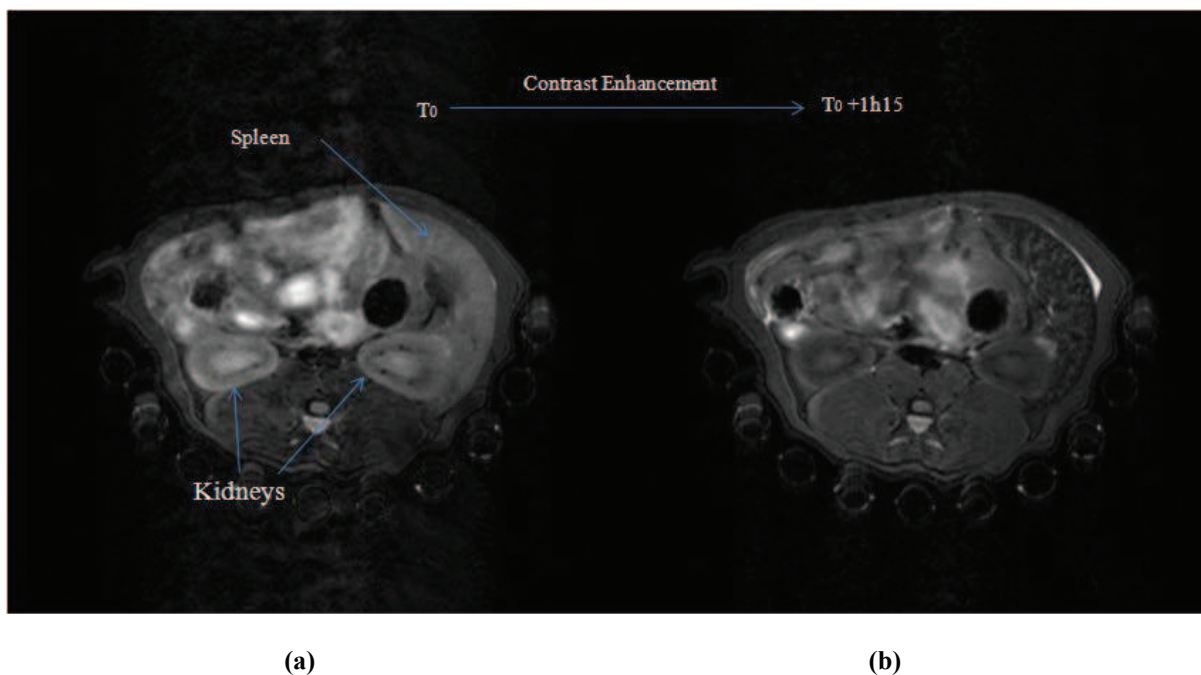 Contrast Enhancement
T0
T0 +1h15
Spleen
Kidneys
(a)
(b)